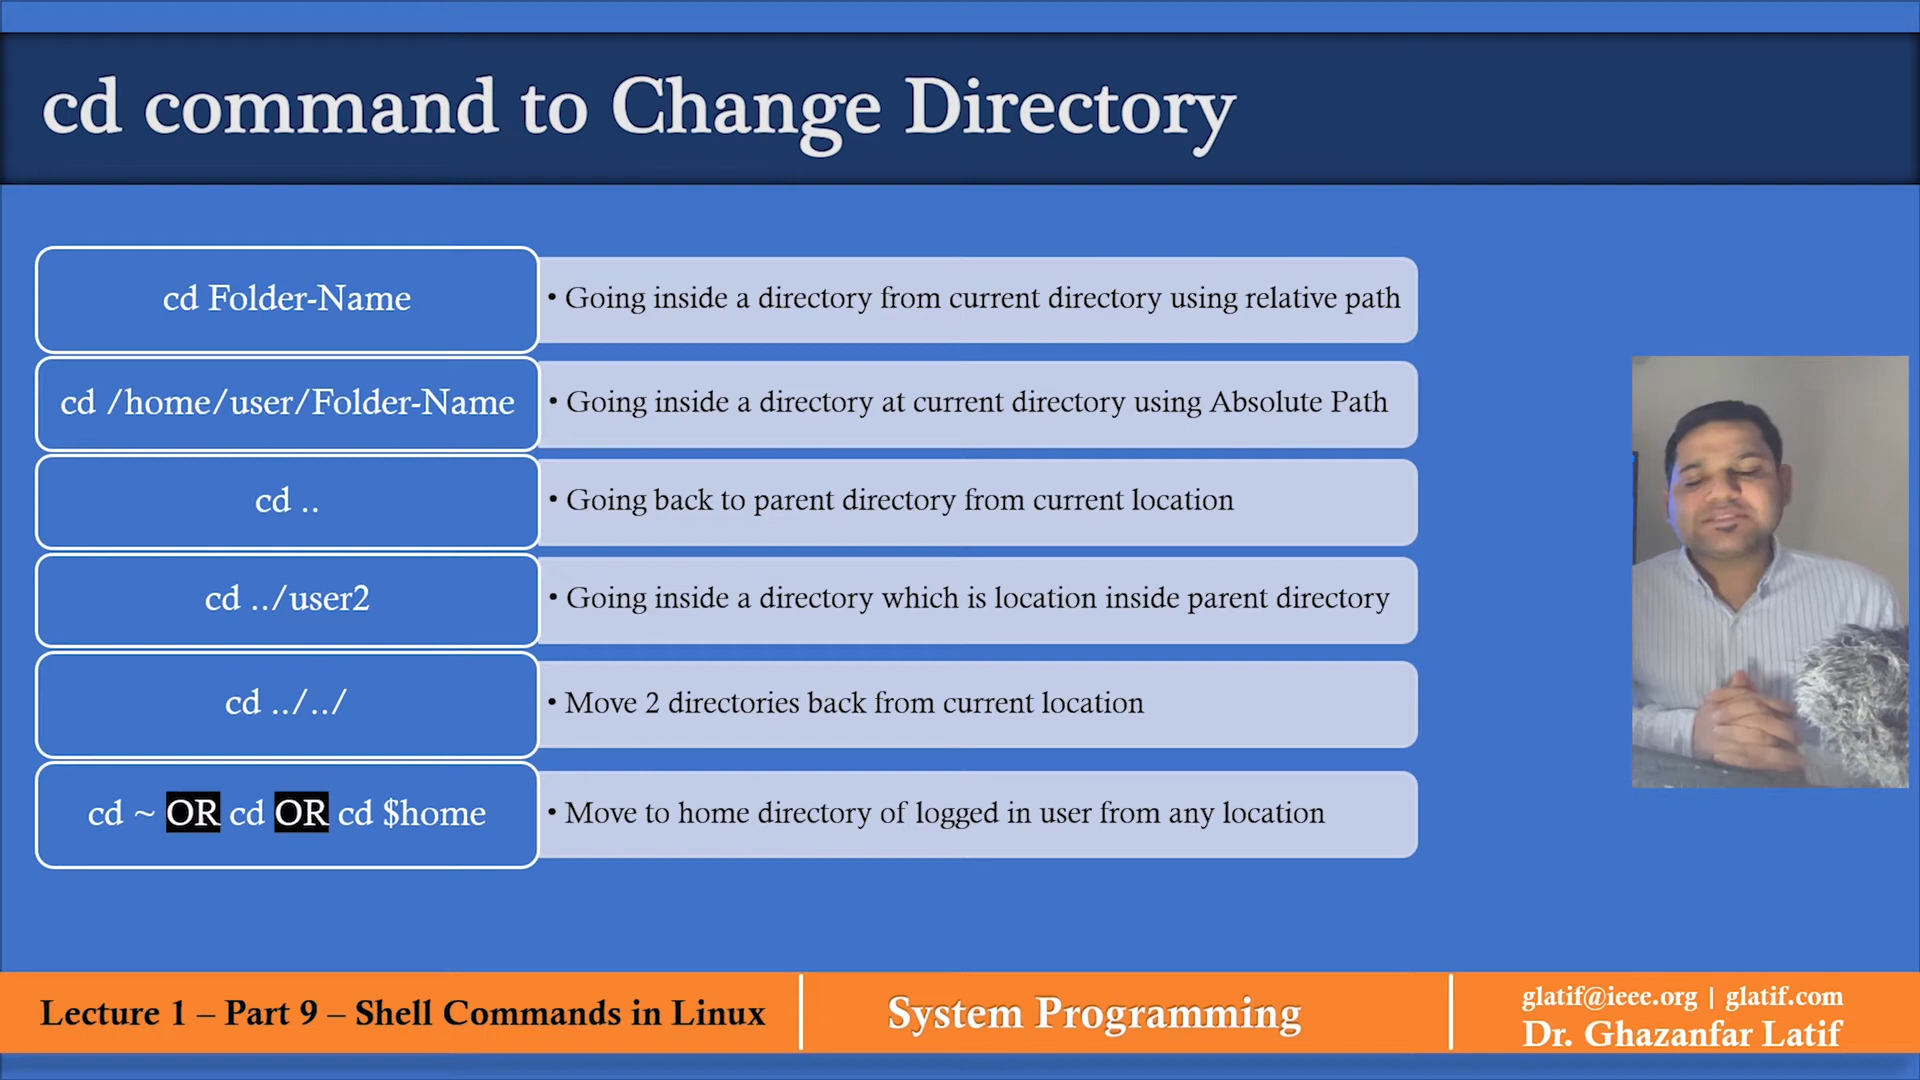 cd command to Change Directory
cd Folder-Name
• Going inside a directory from current directory using relative path
cd /home/user/Folder-Name
• Going inside a directory at current directory using Absolute Path
cd ..
• Going back to parent directory from current location
cd ../user2
• Going inside a directory which is location inside parent directory
cd ../../
• Move 2 directories back from current location
cd ~ OR cd OR cd $home
• Move to home directory of logged in user from any location
Lecture 1 – Part 9 – Shell Commands in Linux
System Programming
glatif@ieee.org | glatif.com
Dr. Ghazanfar Latif